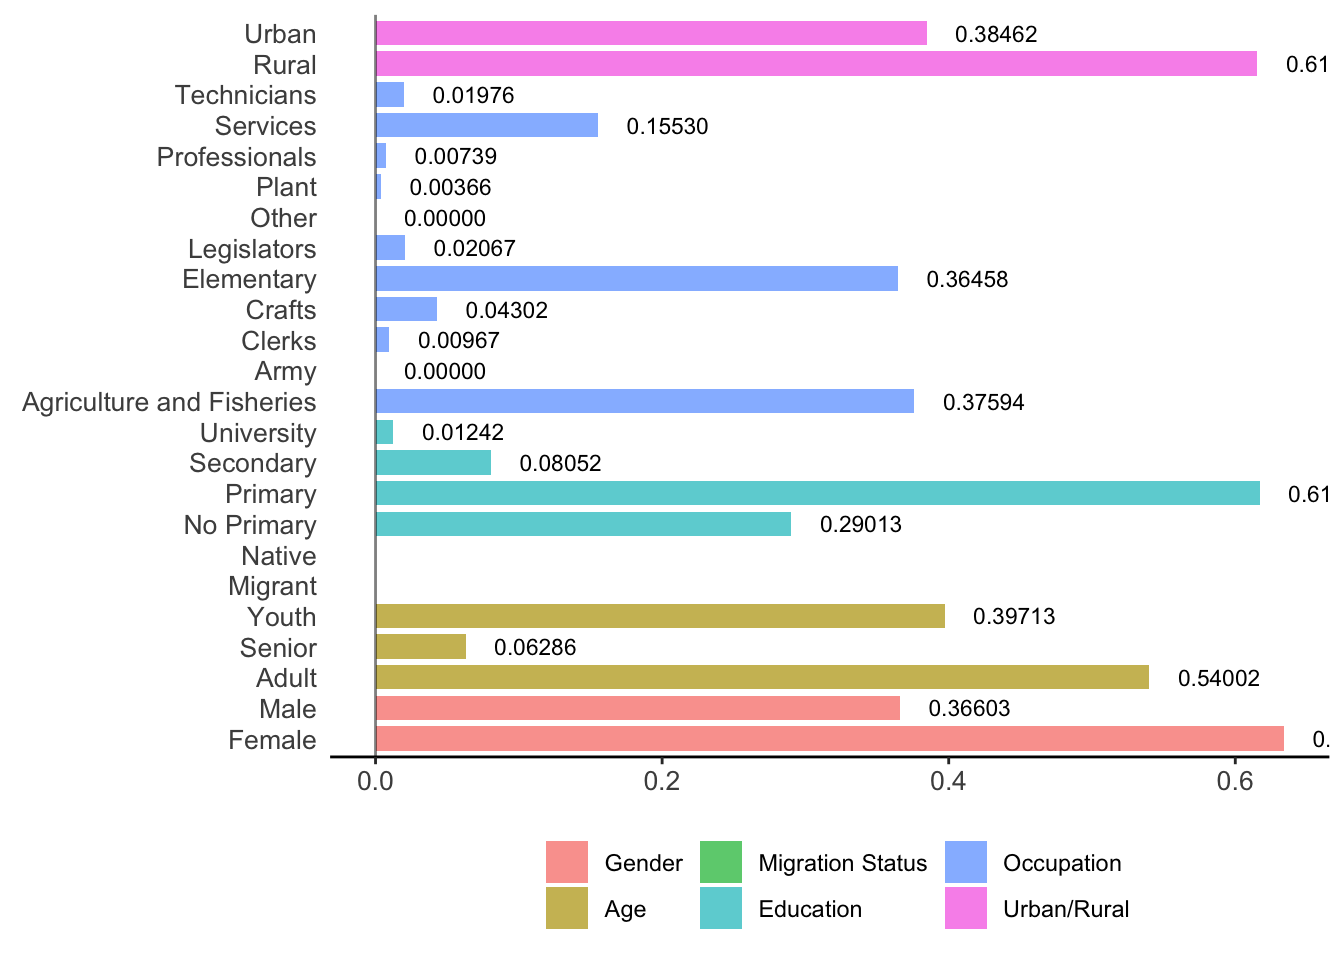 Urban 0.38462
Rural 0.61
Technicians 0.01976
Services 0.15530
Professionals 0.00739
Plant 0.00366
Other 0.00000
Legislators 0.02067
Elementary 0.36458
Crafts 0.04302
Clerks 0.00967
Army 0.00000
Agriculture and Fisheries 0.37594
University 0.01242
Secondary 0.08052
Primary 0.61
No Primary 0.29013
Native
Migrant
Youth 0.39713
Senior 0.06286
Adult 0.54002
Male 0.36603
Female 0.
0.0 0.2 0.4 0.6
Gender Migration Status Occupation
Age Education Urban/Rural